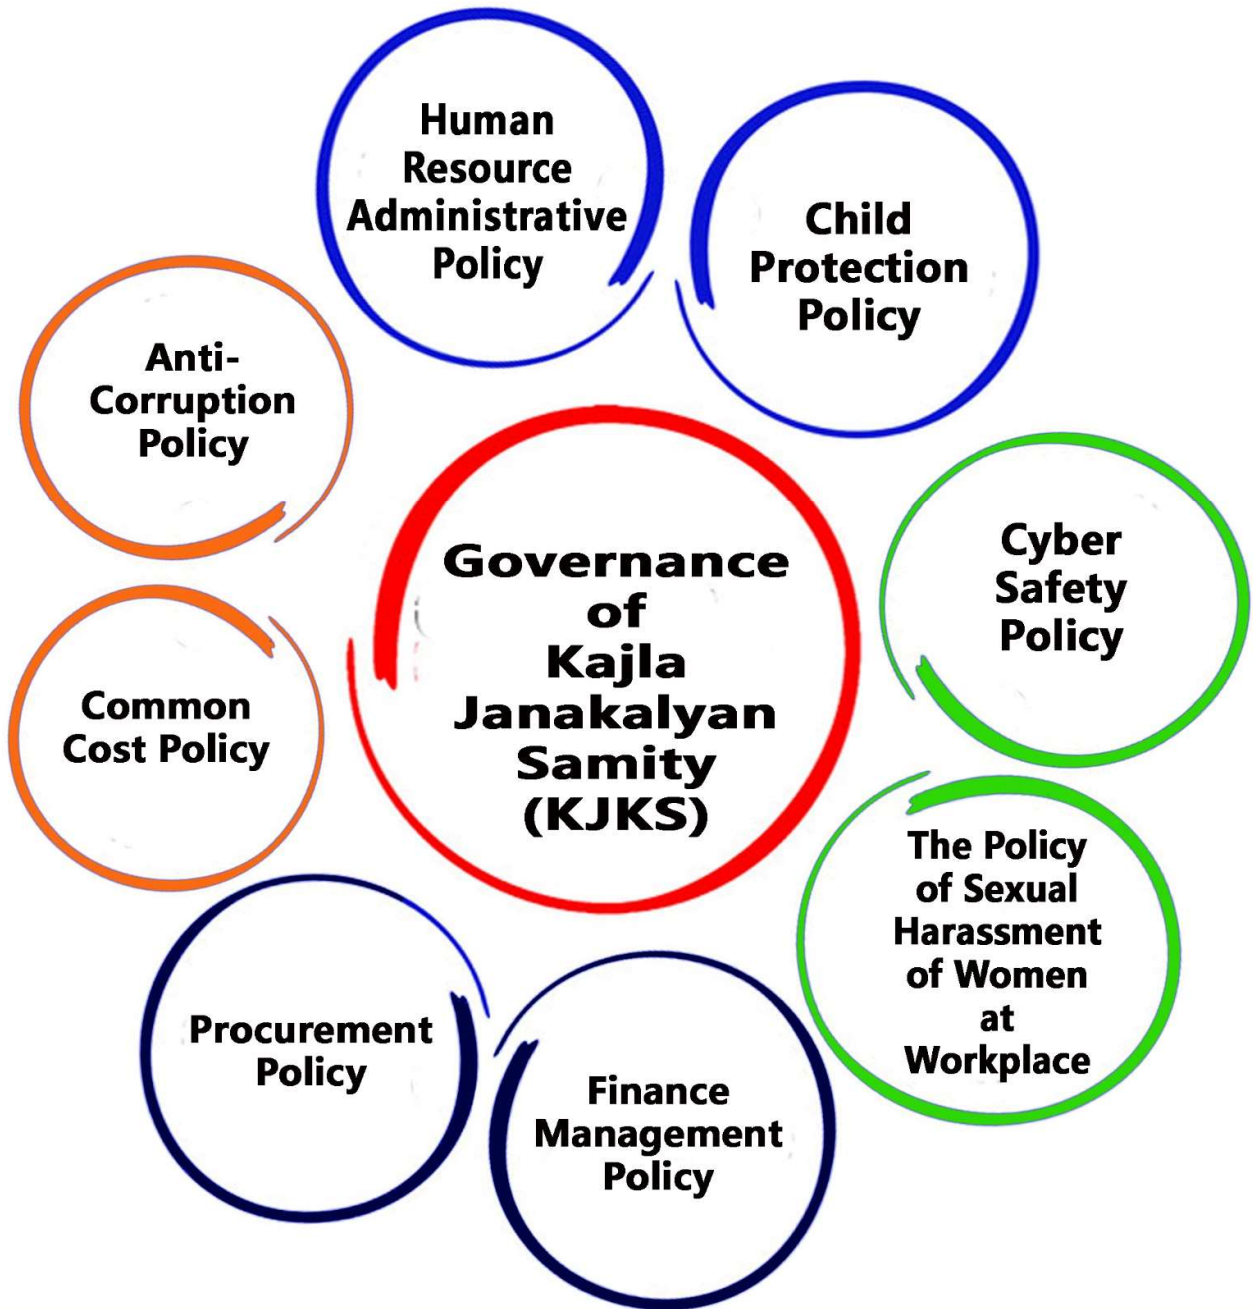 Human
Resource
Administrative
Policy
Child
Protection
Policy
Anti-
Corruption
Policy
Cyber
Safety
Policy
Governance
of
Kajla
Janakalyan
Samity
(KJKS)
Common
Cost Policy
The Policy
of Sexual
Harassment
of Women
at
Workplace
Procurement
Policy
Finance
Management
Policy